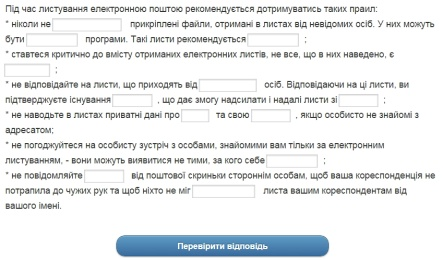 Під час листування електронною поштою рекомендується дотримуватись таких праил:
* ніколи не прикріплені файли, отримані в листах від невідомих осіб. У них можуть
бути програми. Такі листи рекомендується ;
* ставтеся критично до вмісту отриманих електронних листів, не все, що в них наведено, є
;
* не відповідайте на листи, що приходять від осіб. Відповідаючи на ці листи, ви
підтверджуєте існування , що дає змогу надсилати і надалі листи зі ;
* не наводьте в листах приватні дані про та свою , якщо особисто не знайомі з
адресатом;
* не погоджуйтеся на особисту зустріч з особами, знайомими вам тільки за електронним
листуванням, - вони можуть виявитися не тими, за кого себе ;
* не повідомляйте від поштової скриньки стороннім особам, щоб ваша кореспонденція не
потрапила до чужих рук та щоб ніхто не міг листа вашим кореспондентам від
вашого імені.
Перевірити відповідь